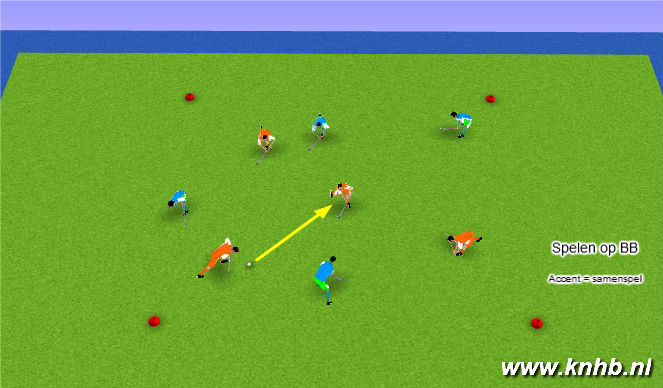 Spelen op BB
Accent = samenspel
www.knhb.nl